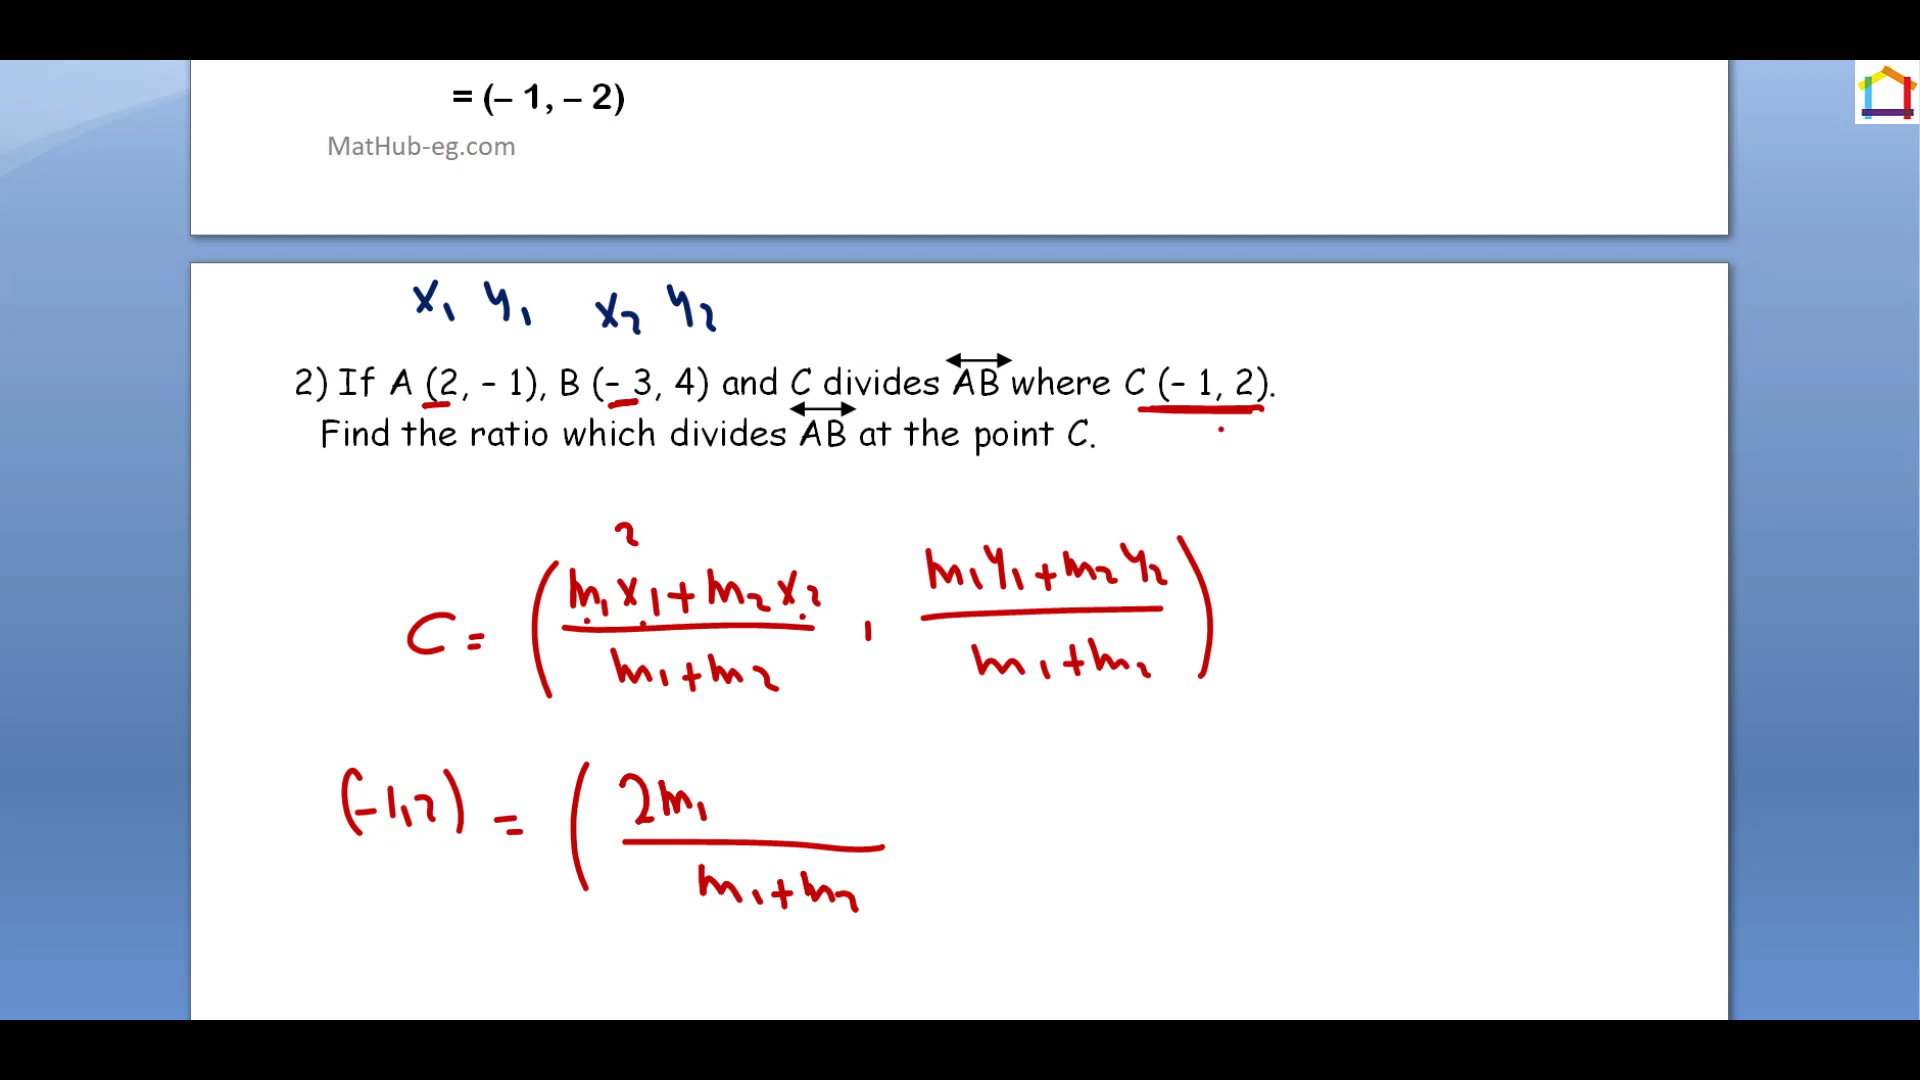 = (– 1, – 2)
MatHub-eg.com
x₁ y₁ x₂ y₂
2) If A (2, - 1), B (- 3, 4) and C divides AB where C (- 1, 2).
Find the ratio which divides AB at the point C.
2
C = ( m₁x₁+m₂x₂ / m₁+m₂ , m₁y₁+m₂y₂ / m₁+m₂ )
(-1,2) = ( 2m₁ / m₁+m₂